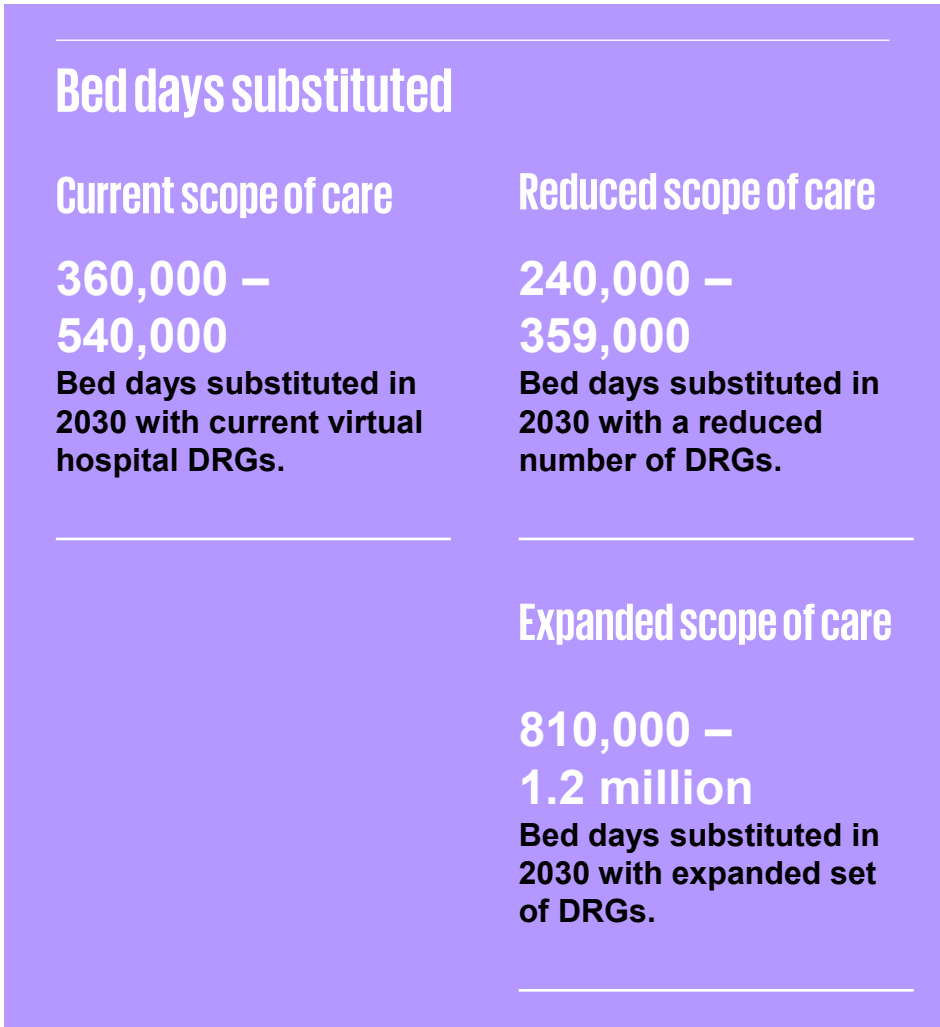 Bed days substituted
Current scope of care
360,000 –
540,000
Bed days substituted in
2030 with current virtual
hospital DRGs.
Reduced scope of care
240,000 –
359,000
Bed days substituted in
2030 with a reduced
number of DRGs.
Expanded scope of care
810,000 –
1.2 million
Bed days substituted in
2030 with expanded set
of DRGs.